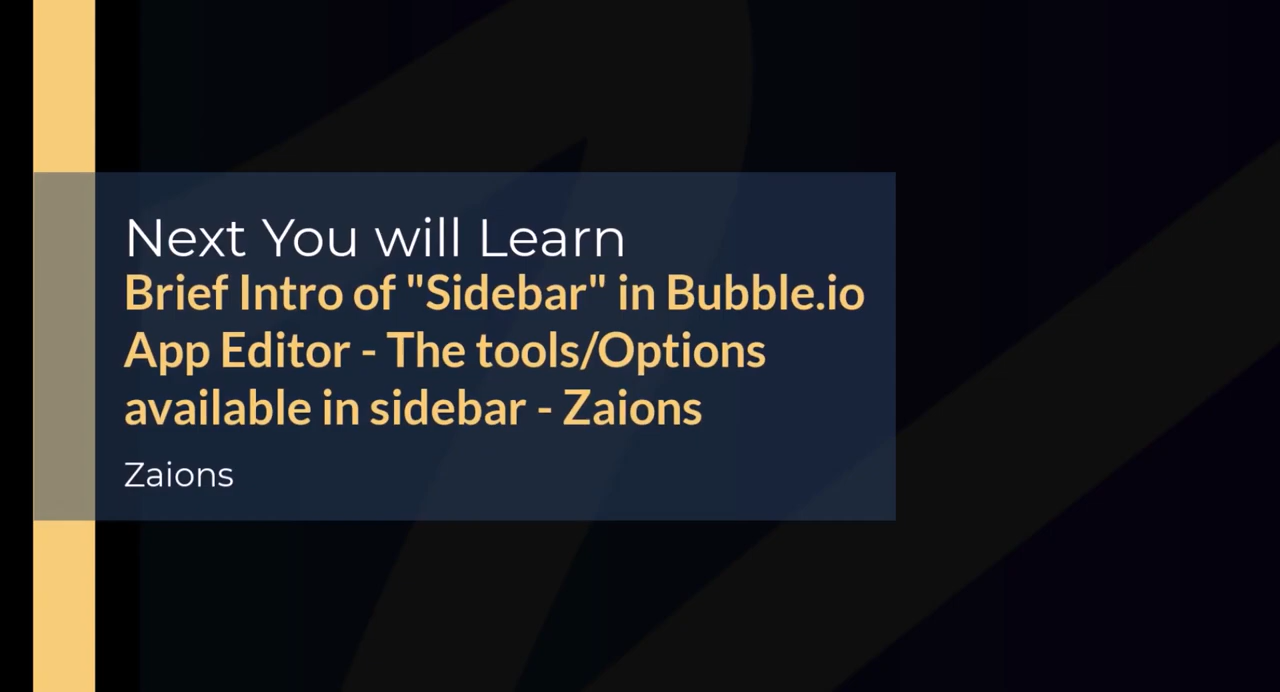 Next You will Learn
Brief Intro of "Sidebar" in Bubble.io
App Editor - The tools/Options
available in sidebar - Zaions
Zaions